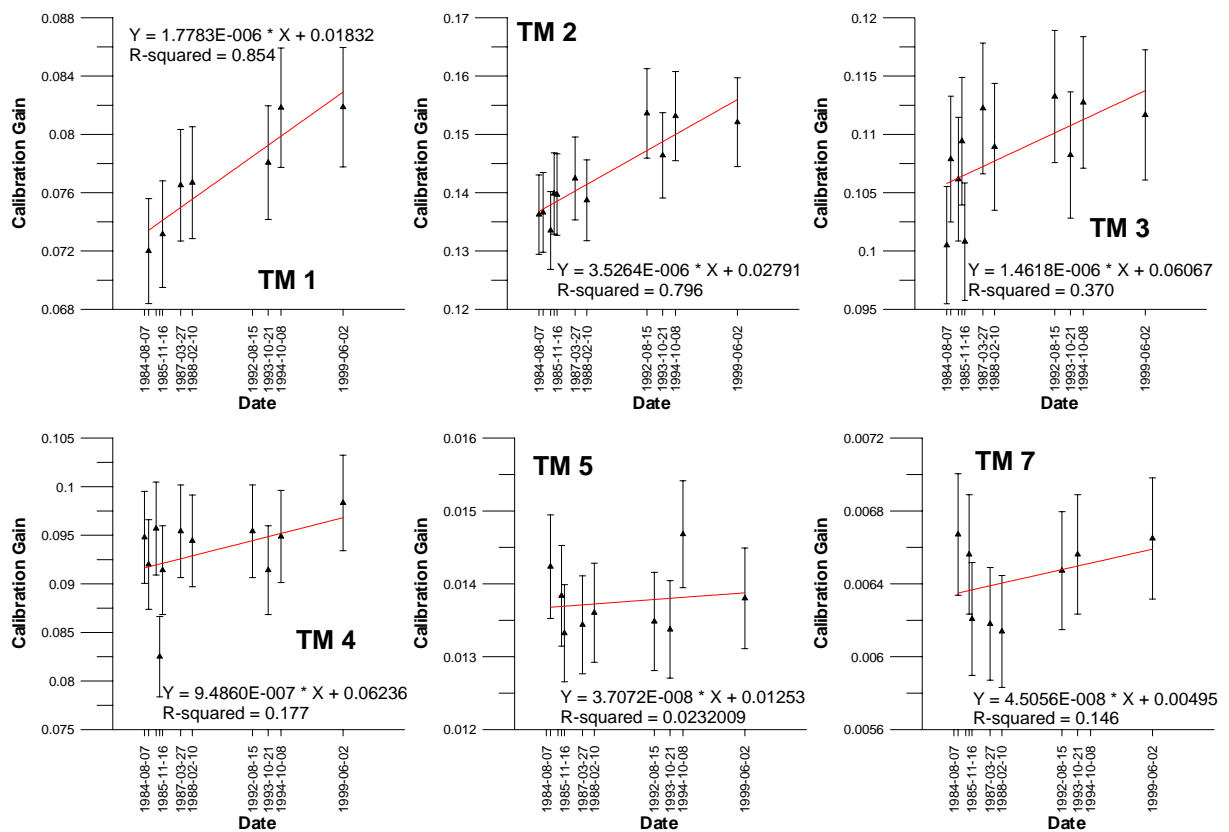 0.088
0.084
0.08
0.076
0.072
0.068
Calibration Gain
Y = 1.7783E-006 * X + 0.01832
R-squared = 0.854
TM 1
1984-08-07
1985-11-16
1987-03-27
1988-02-10
1992-08-15
1993-10-21
1994-10-08
1999-06-02
Date
0.17
0.16
0.15
0.14
0.13
0.12
Calibration Gain
TM 2
Y = 3.5264E-006 * X + 0.02791
R-squared = 0.796
1984-08-07
1985-11-16
1987-03-27
1988-02-10
1992-08-15
1993-10-21
1994-10-08
1999-06-02
Date
0.12
0.115
0.11
0.105
0.1
0.095
Calibration Gain
TM 3
Y = 1.4618E-006 * X + 0.06067
R-squared = 0.370
1984-08-07
1985-11-16
1987-03-27
1988-02-10
1992-08-15
1993-10-21
1994-10-08
1999-06-02
Date
0.105
0.1
0.095
0.09
0.085
0.08
0.075
Calibration Gain
TM 4
Y = 9.4860E-007 * X + 0.06236
R-squared = 0.177
1984-08-07
1985-11-16
1987-03-27
1988-02-10
1992-08-15
1993-10-21
1994-10-08
1999-06-02
Date
0.016
0.015
0.014
0.013
0.012
Calibration Gain
TM 5
Y = 3.7072E-008 * X + 0.01253
R-squared = 0.0232009
1984-08-07
1985-11-16
1987-03-27
1988-02-10
1992-08-15
1993-10-21
1994-10-08
1999-06-02
Date
0.0072
0.0068
0.0064
0.006
0.0056
Calibration Gain
TM 7
Y = 4.5056E-008 * X + 0.00495
R-squared = 0.146
1984-08-07
1985-11-16
1987-03-27
1988-02-10
1992-08-15
1993-10-21
1994-10-08
1999-06-02
Date